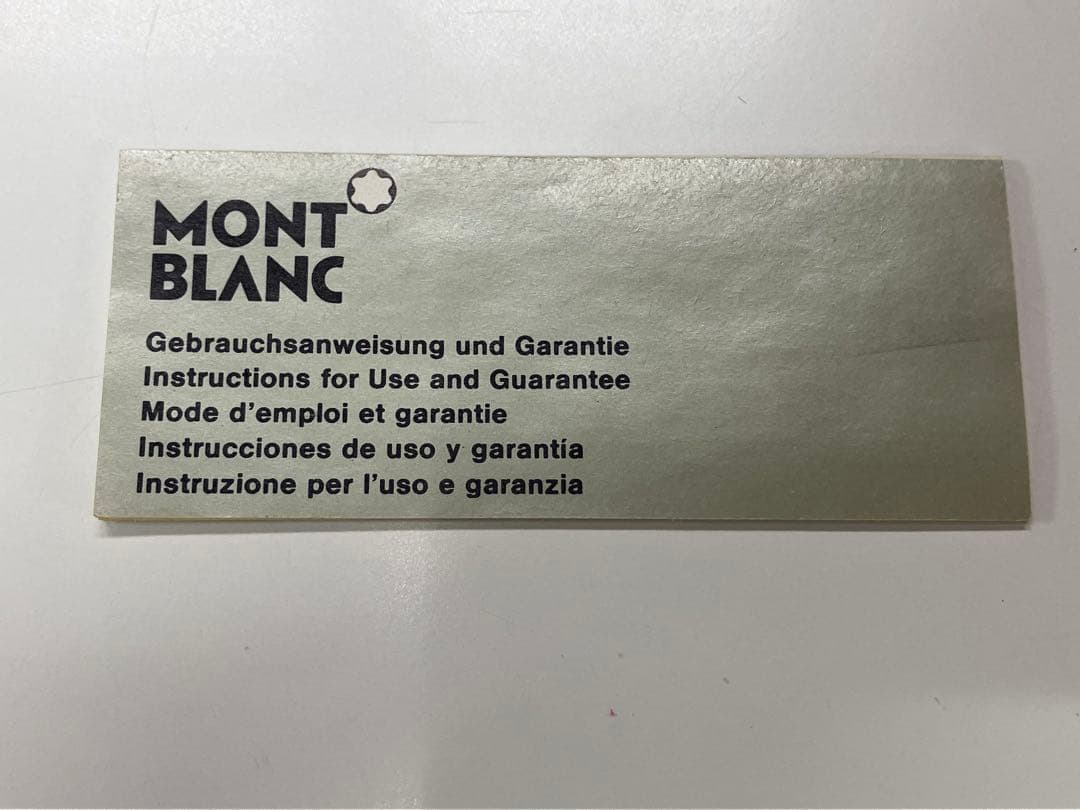 MONT
BLANC
Gebrauchsanweisung und Garantie
Instructions for Use and Guarantee
Mode d'emploi et garantie
Instrucciones de uso y garantía
Instruzione per l'uso e garanzia